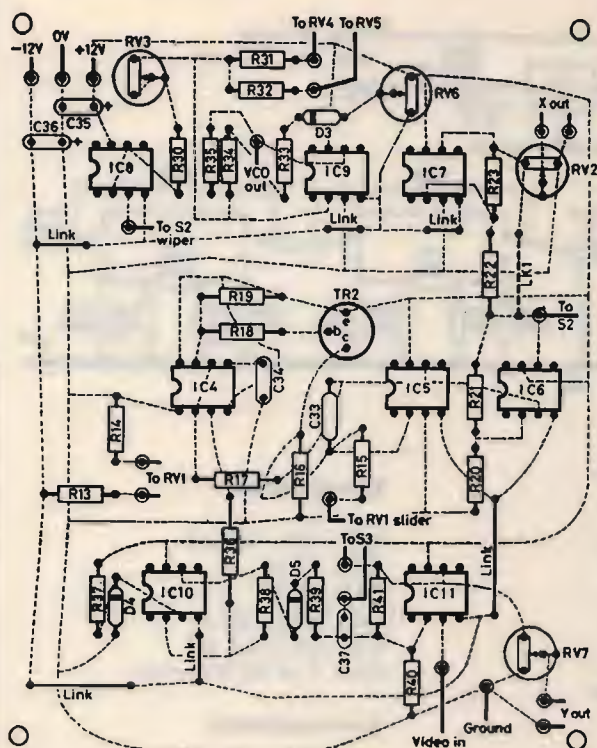 -12V 0V +12V RV3 To RV4 To RV5
R31
R32
RV6
X out
C35 +
C36 +
D3
IC8 R30 R35 R34 VCO out R33 IC9 IC7 R23 RV2
To S2 wiper
Link Link Link
R22 LK1
R19 TR2
R18 b e c
To S2
IC4 C34 C33 IC5 R21 IC6
R14
To RV1 R17 R16 R15 R20
R13
To RV1 slider
R36 To S3 Link
R37 D4 IC10 R38 D5 R39 C37 R41 IC11
Link RV7
Link R40
Y out
Video in Ground